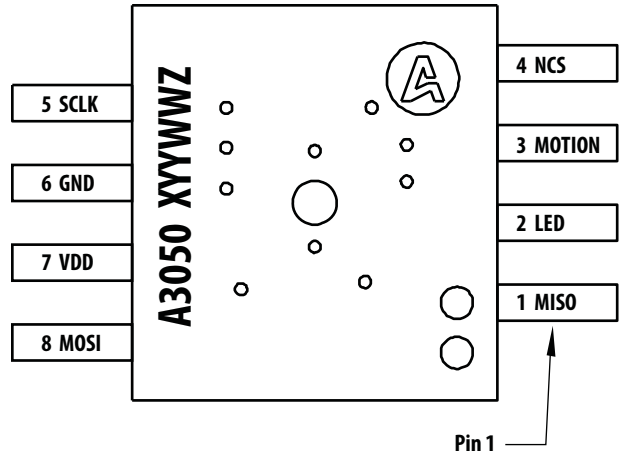 4 NCS
5 SCLK
3 MOTION
6 GND
2 LED
7 VDD
1 MISO
8 MOSI
A3050 XYYWWZ
A
Pin 1